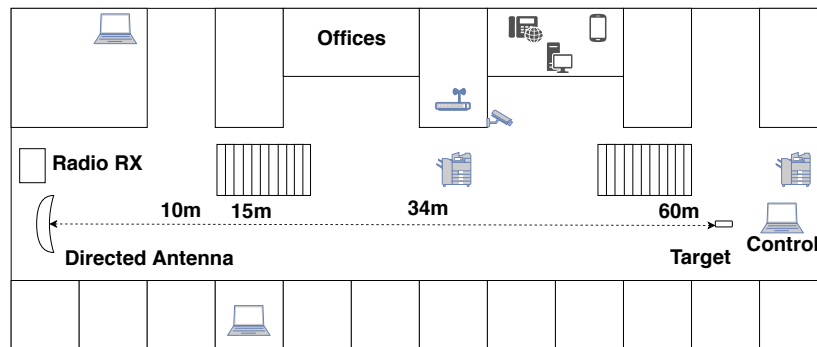 Offices
Radio RX
10m 15m 34m 60m
Directed Antenna Target Control